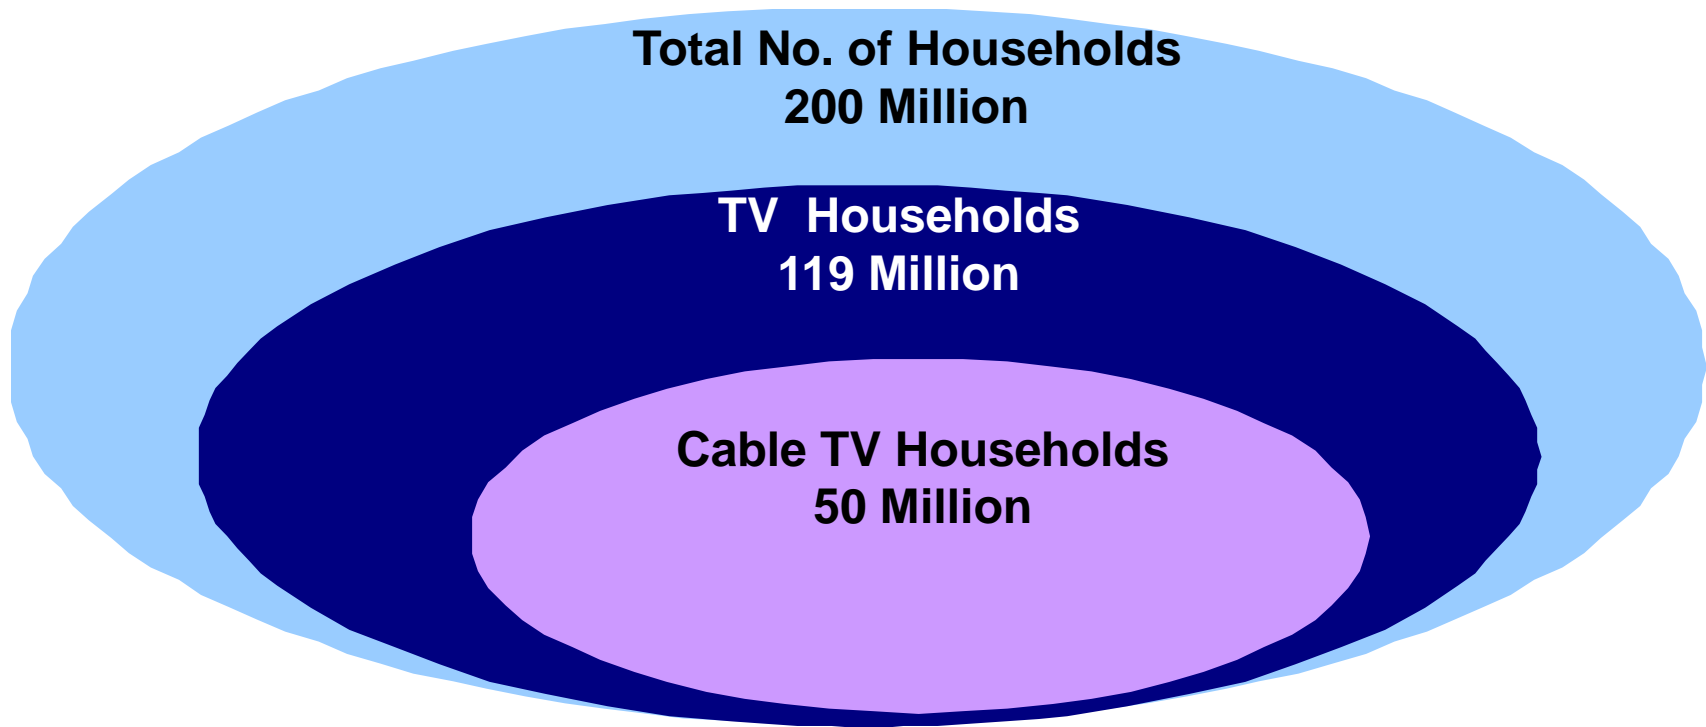 Total No. of Households
200 Million
TV Households
119 Million
Cable TV Households
50 Million